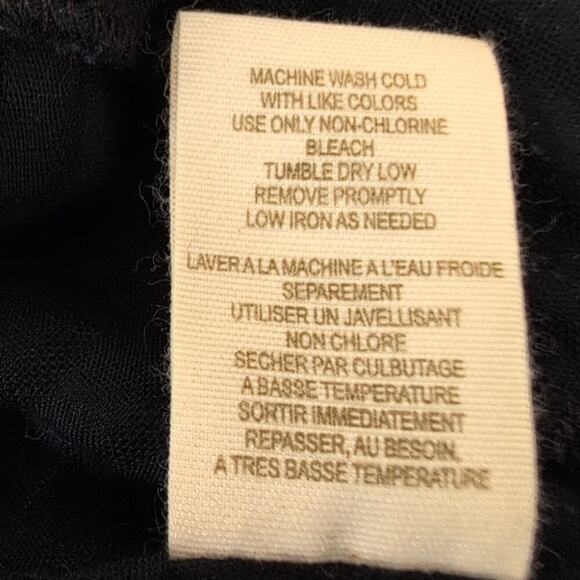 MACHINE WASH COLD
WITH LIKE COLORS
USE ONLY NON-CHLORINE
BLEACH
TUMBLE DRY LOW
REMOVE PROMPTLY
LOW IRON AS NEEDED
LAVER A LA MACHINE A L'EAU FROIDE
SEPAREMENT
UTILISER UN JAVELLISANT
NON CHLORE
SECHER PAR CULBUTAGE
A BASSE TEMPERATURE
SORTIR IMMEDIATEMENT
REPASSER, AU BESOIN,
A TRES BASSE TEMPERATURE